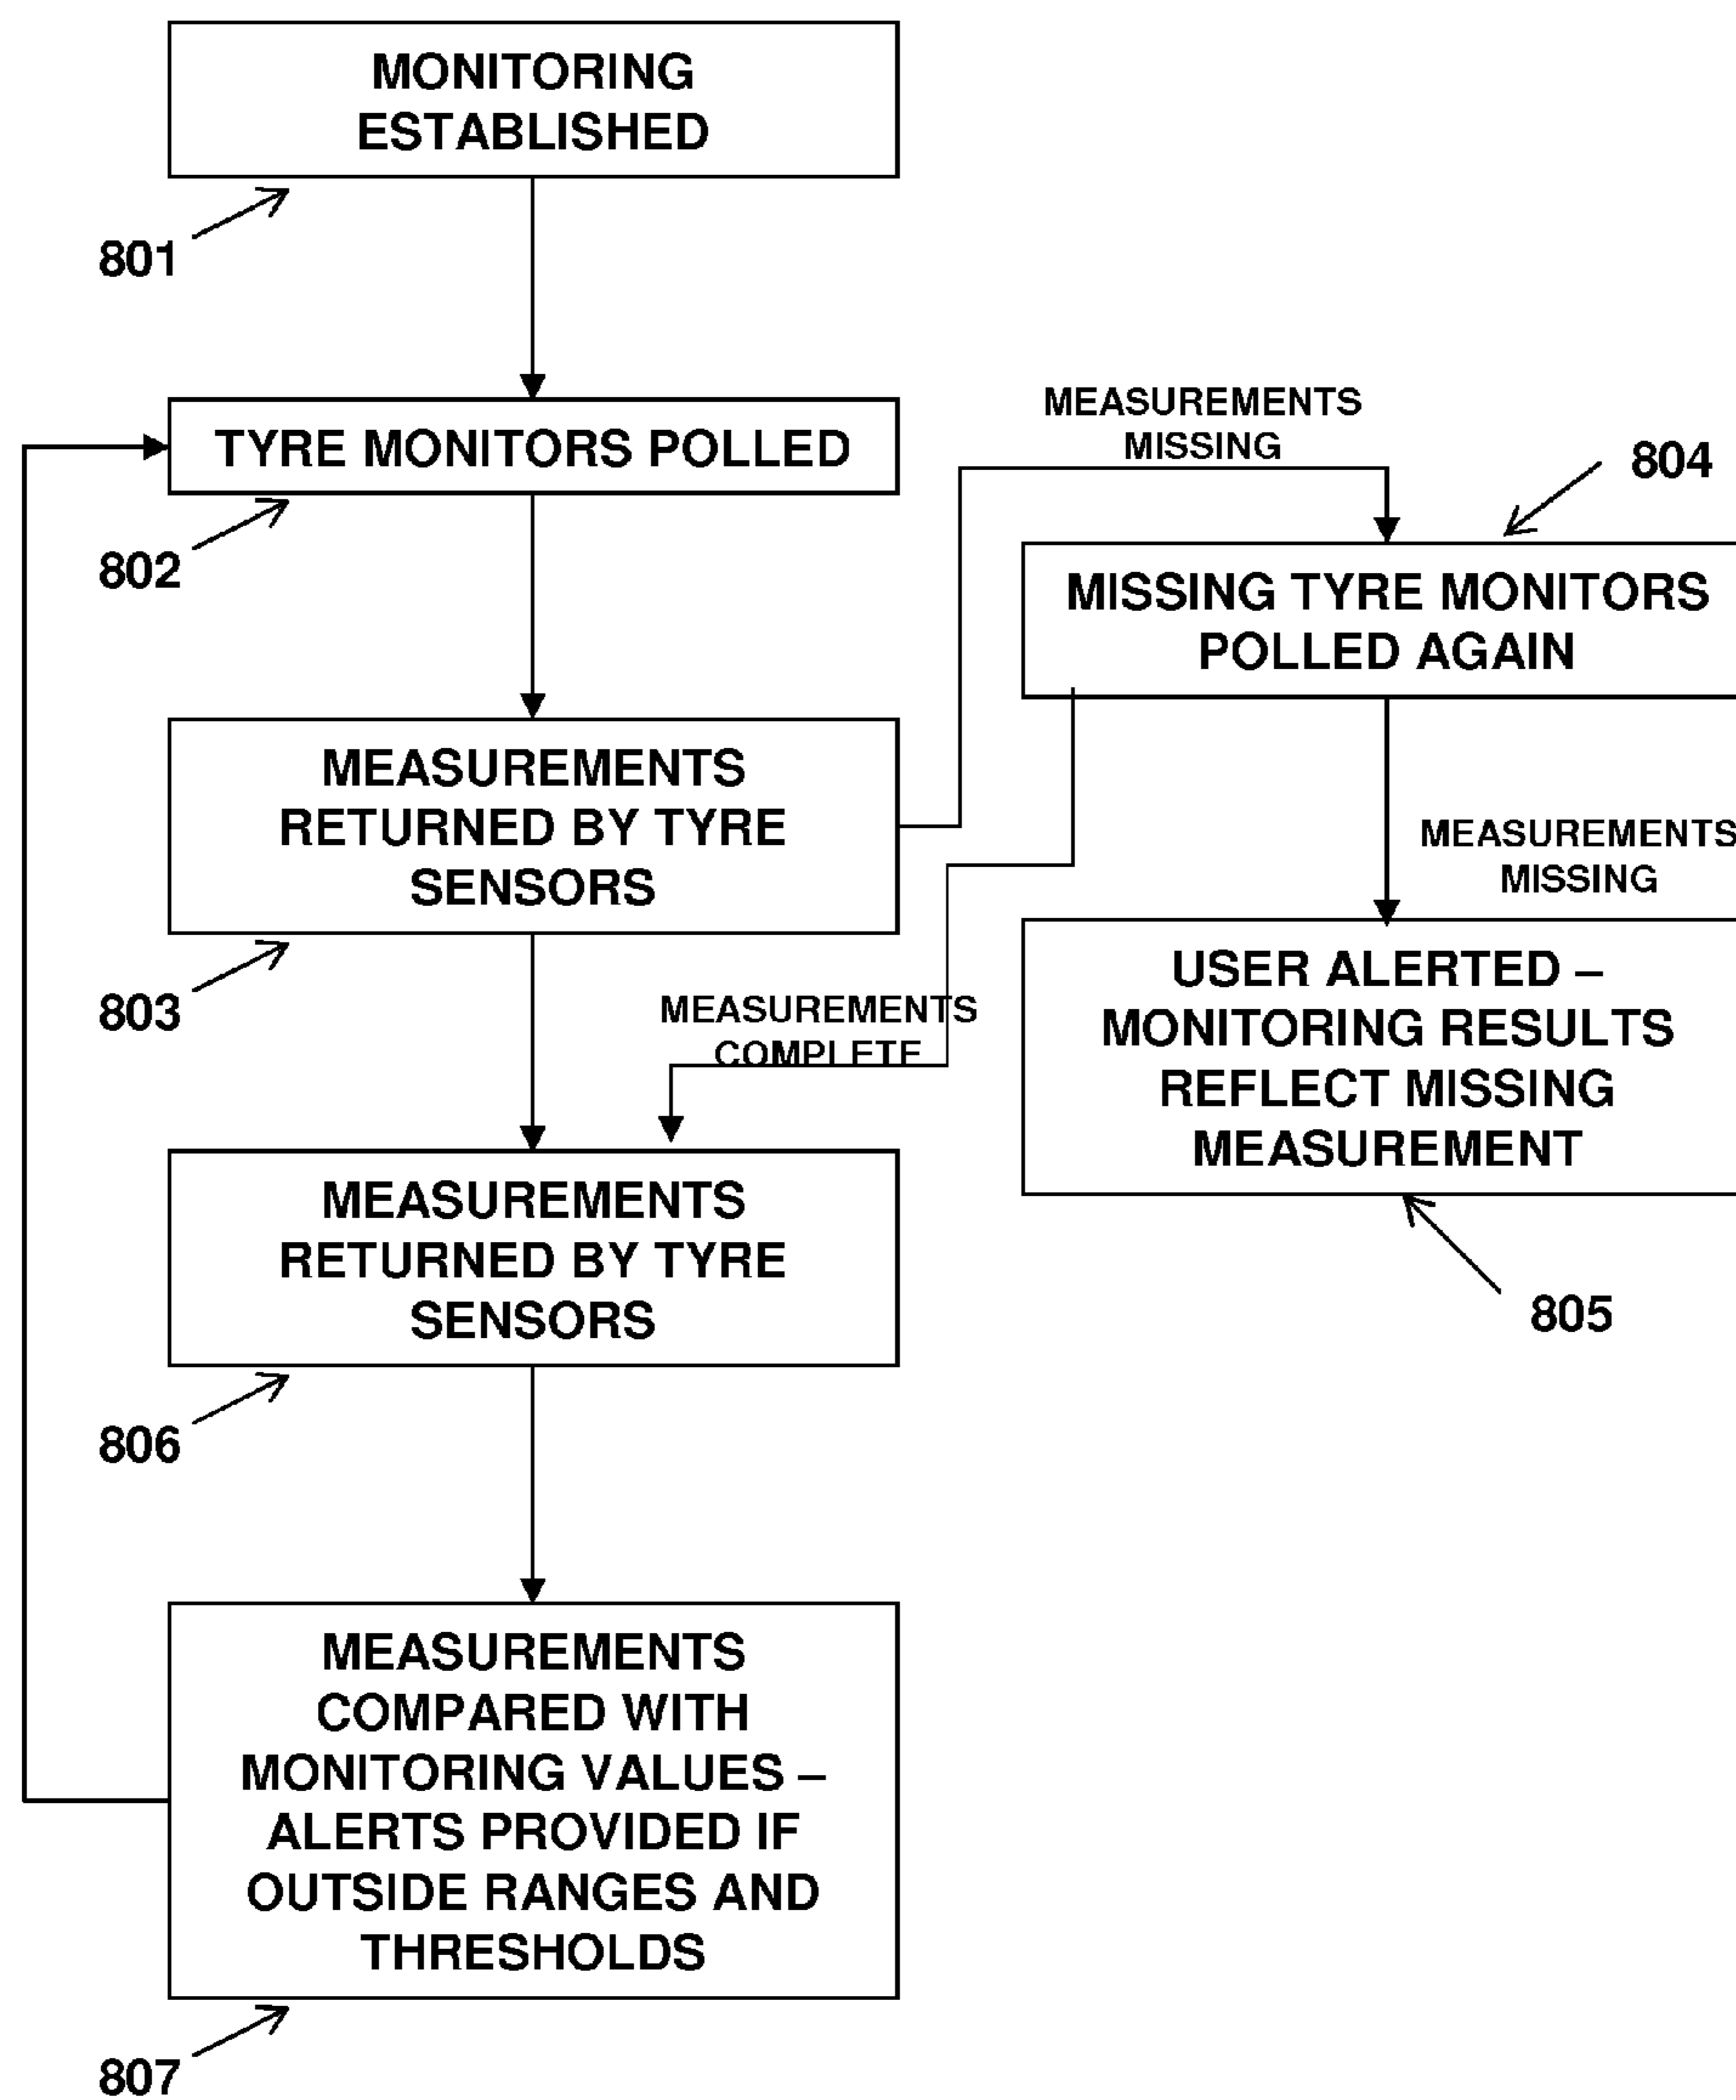 MONITORING
ESTABLISHED
801
TYRE MONITORS POLLED
802
MEASUREMENTS
MISSING
804
MISSING TYRE MONITORS
POLLED AGAIN
MEASUREMENTS
RETURNED BY TYRE
SENSORS
803
MEASUREMENTS
MISSING
MEASUREMENTS
COMPLETE
USER ALERTED –
MONITORING RESULTS
REFLECT MISSING
MEASUREMENT
805
MEASUREMENTS
RETURNED BY TYRE
SENSORS
806
MEASUREMENTS
COMPARED WITH
MONITORING VALUES –
ALERTS PROVIDED IF
OUTSIDE RANGES AND
THRESHOLDS
807